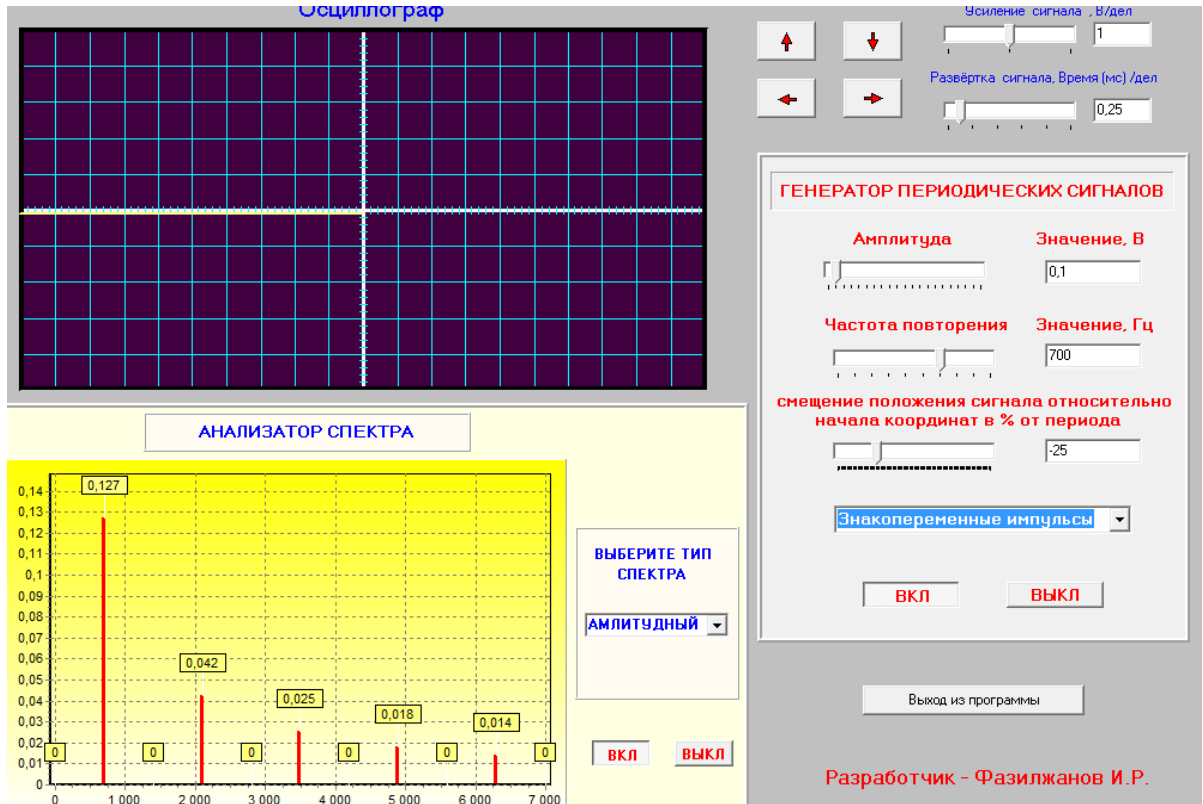 Осциллограф
Усиление сигнала , В/дел
1
Развёртка сигнала, Время (мс) /дел
0,25
ГЕНЕРАТОР ПЕРИОДИЧЕСКИХ СИГНАЛОВ
Амплитуда
Значение, В
0,1
Частота повторения
Значение, Гц
700
смещение положения сигнала относительно
начала координат в % от периода
-25
Знакопеременные импульсы
ВКЛ
ВЫКЛ
Выход из программы
Разработчик - Фазилжанов И.Р.
АНАЛИЗАТОР СПЕКТРА
0,14
0,13
0,12
0,11
0,1
0,09
0,08
0,07
0,06
0,05
0,04
0,03
0,02
0,01
0
0,127
0,042
0,025
0,018
0,014
0
0
0
0
0
0
0
1 000
2 000
3 000
4 000
5 000
6 000
7 000
ВЫБЕРИТЕ ТИП
СПЕКТРА
АМЛИТУДНЫЙ
ВКЛ
ВЫКЛ